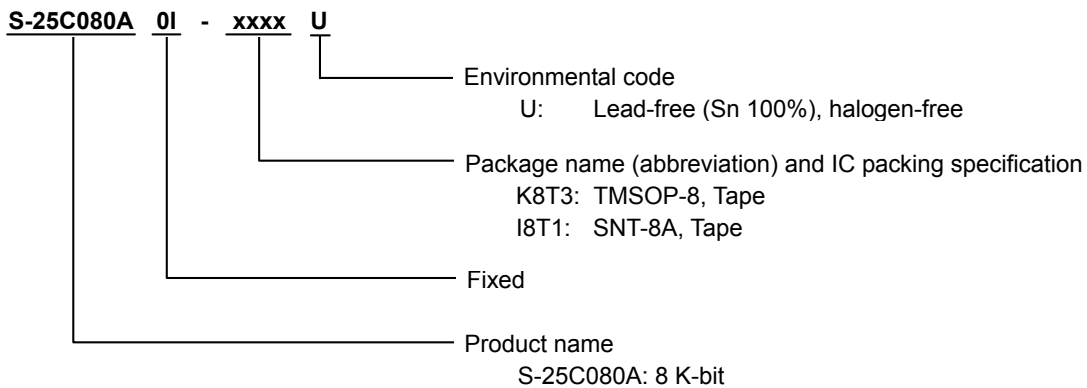 S-25C080A 0I - xxxx U
Environmental code
U: Lead-free (Sn 100%), halogen-free
Package name (abbreviation) and IC packing specification
K8T3: TMSOP-8, Tape
I8T1: SNT-8A, Tape
Fixed
Product name
S-25C080A: 8 K-bit